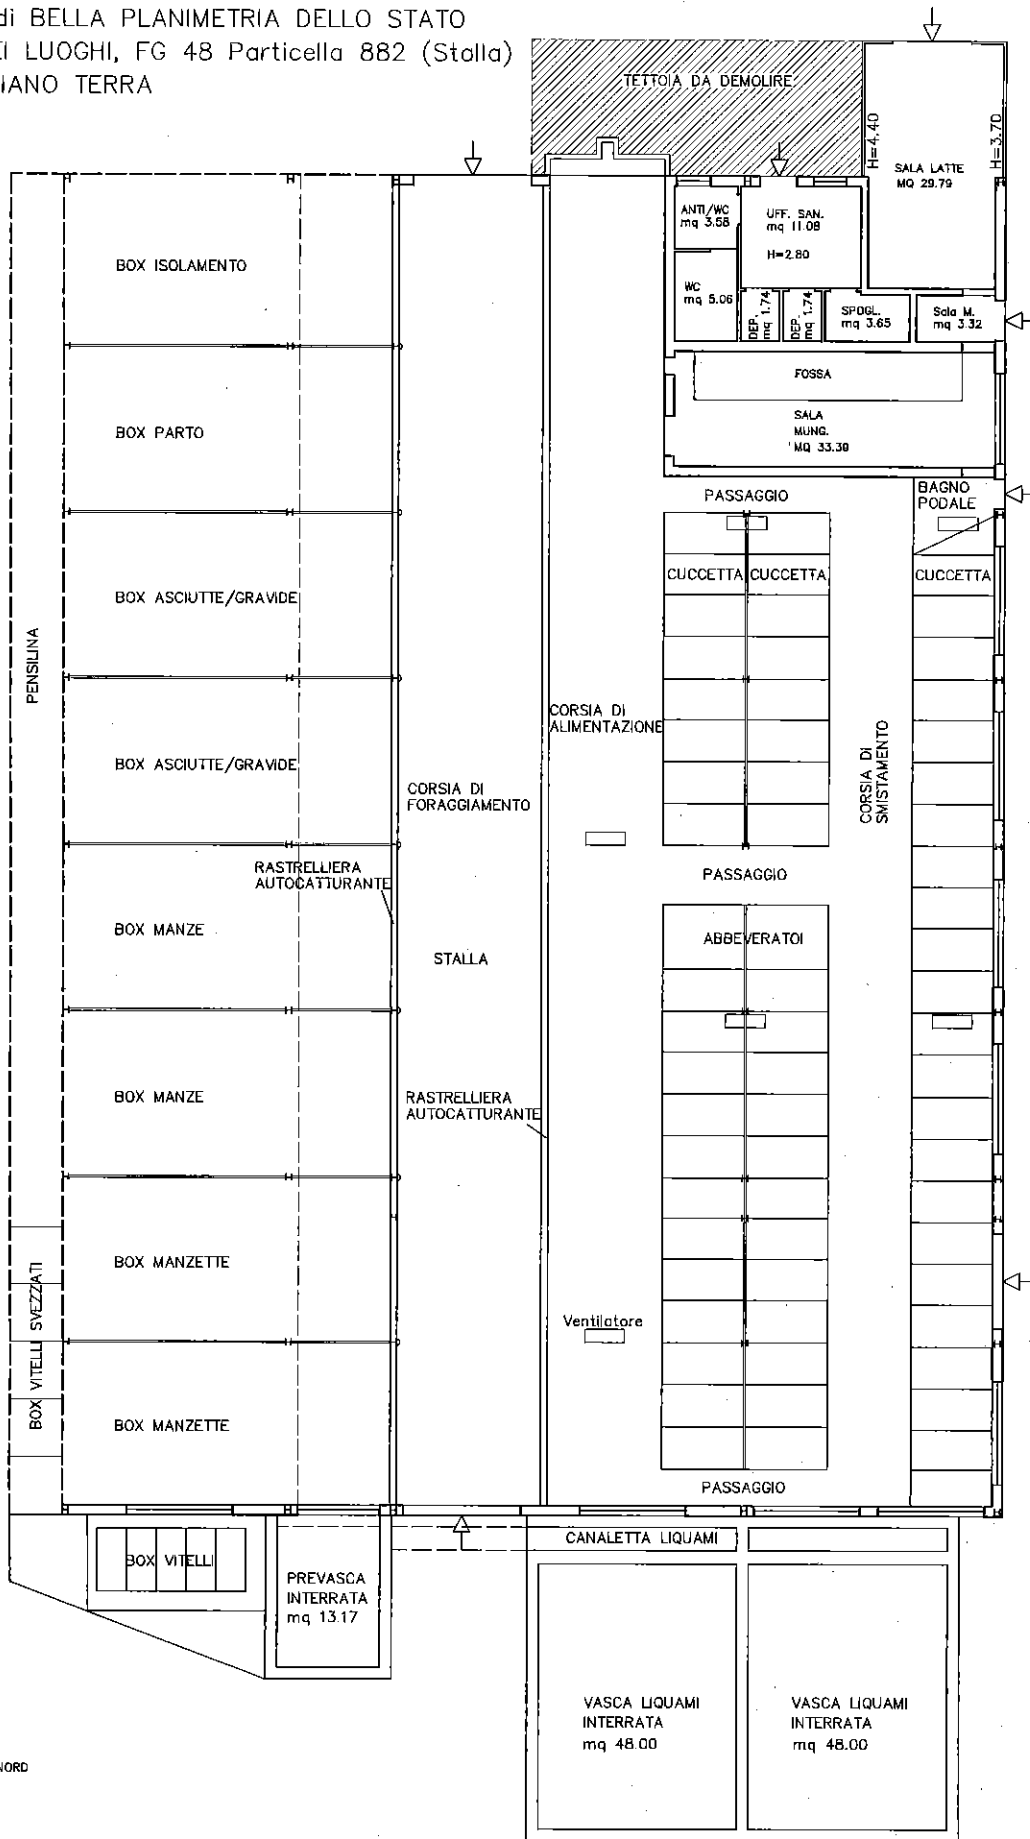 di BELLA PLANIMETRIA DELLO STATO
EI LUOGHI, FG 48 Particella 882 (Stalla)
IANO TERRA
TETTOIA DA DEMOLIRE
H=4.40
H=3.70
SALA LATTE
MQ 29.79
ANTI/WC
mq 3.58
UFF. SAN.
mq 11.08
H=2.80
WC
mq 5.06
DEP.
mq 1.74
DEP.
mq 1.74
SPOGL.
mq 3.65
Sala M.
mq 3.32
FOSSA
SALA
MUNG.
MQ 33.39
BOX ISOLAMENTO
BOX PARTO
PASSAGGIO
BAGNO
PODALE
CUCCETTA
CUCCETTA
CUCCETTA
BOX ASCIUTTE/GRAVIDE
PENSILINA
CORSIA DI
ALIMENTAZIONE
CORSIA DI
SMISTAMENTO
BOX ASCIUTTE/GRAVIDE
CORSIA DI
FORAGGIAMENTO
RASTRELLIERA
AUTOCATTURANTE
PASSAGGIO
BOX MANZE
STALLA
ABBEVERATOI
BOX MANZE
RASTRELLIERA
AUTOCATTURANTE
BOX MANZETTE
BOX VITELLI SVEZZATI
Ventilatore
BOX MANZETTE
PASSAGGIO
CANALETTA LIQUAMI
BOX VITELLI
PREVASCA
INTERRATA
mq 13.17
VASCA LIQUAMI
INTERRATA
mq 48.00
VASCA LIQUAMI
INTERRATA
mq 48.00
NORD